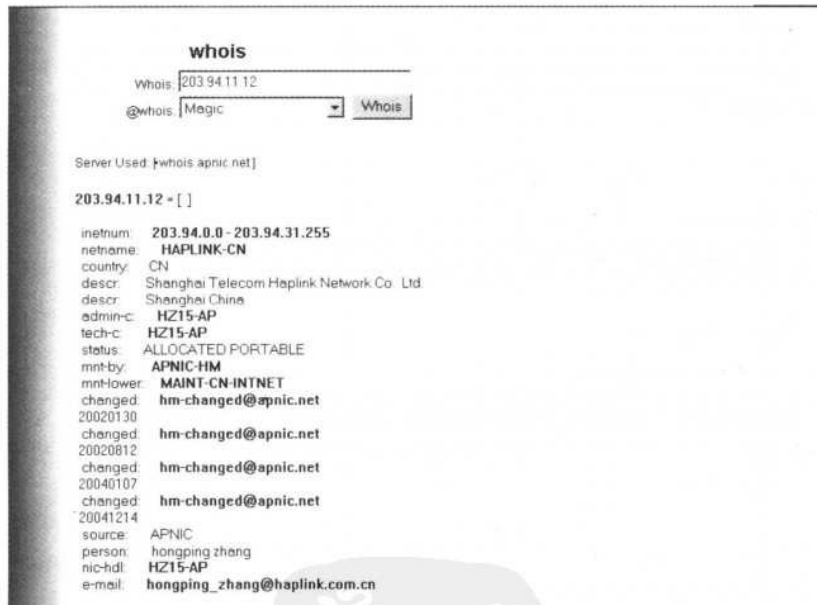 whois
Whois: 203.94.11.12
@whois: Magic Whois
Server Used: [ whois.apnic.net ]
203.94.11.12 = [ ]
inetnum: 203.94.0.0 - 203.94.31.255
netname: HAPLINK-CN
country: CN
descr: Shanghai Telecom Haplink Network Co. Ltd.
descr: Shanghai China
admin-c: HZ15-AP
tech-c: HZ15-AP
status: ALLOCATED PORTABLE
mnt-by: APNIC-HM
mnt-lower: MAINT-CN-INTNET
changed: hm-changed@apnic.net
20020130
changed: hm-changed@apnic.net
20020812
changed: hm-changed@apnic.net
20040107
changed: hm-changed@apnic.net
20041214
source: APNIC
person: hongping zhang
nic-hdl: HZ15-AP
e-mail: hongping_zhang@haplink.com.cn